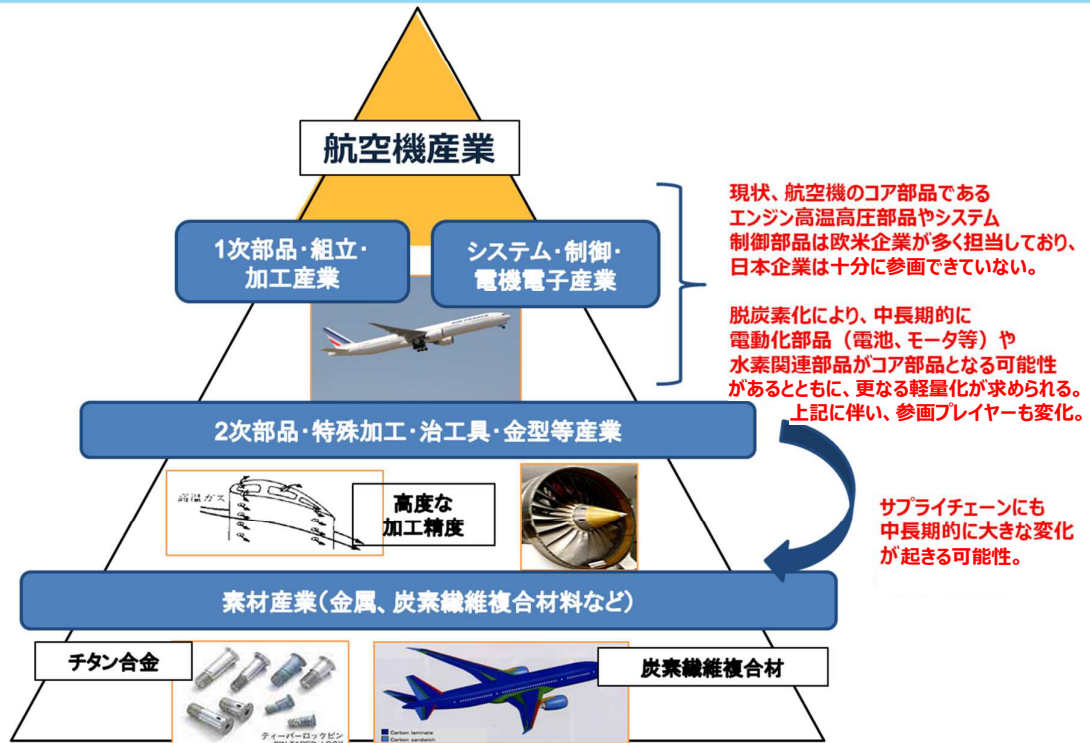 航空機産業
1次部品・組立・
加工産業
システム・制御・
電機電子産業
現状、航空機のコア部品である
エンジン高温高圧部品やシステム
制御部品は欧米企業が多く担当しており、
日本企業は十分に参画できていない。
脱炭素化により、中長期的に
電動化部品（電池、モータ等）や
水素関連部品がコア部品となる可能性
があるとともに、更なる軽量化が求められる。
上記に伴い、参画プレイヤーも変化。
2次部品・特殊加工・治工具・金型等産業
高温ガス
高度な
加工精度
サプライチェーンにも
中長期的に大きな変化
が起きる可能性。
素材産業（金属、炭素繊維複合材料など）
チタン合金
炭素繊維複合材
テイーパーロックピン
Carbon laminate
Carbon sandwich